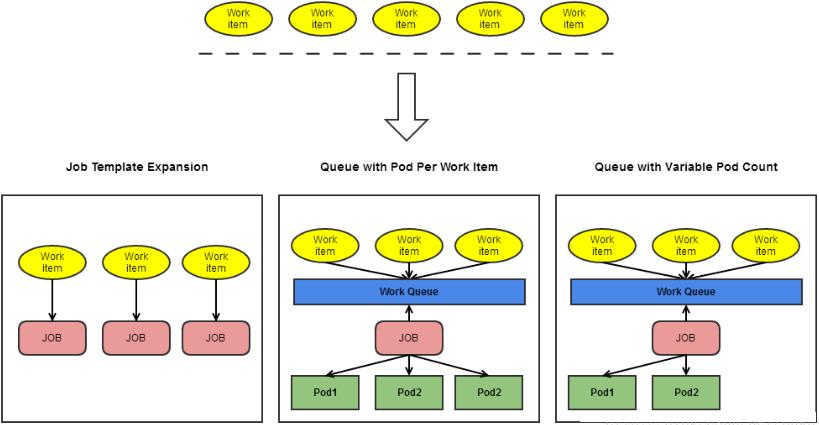 Work
item
Work
item
Work
item
Work
item
Work
item
Job Template Expansion
Queue with Pod Per Work Item
Queue with Variable Pod Count
Work
item
Work
item
Work
item
Work
item
Work
item
Work
item
Work
item
Work
item
Work
item
Work Queue
Work Queue
JOB
JOB
JOB
JOB
JOB
Pod1
Pod2
Pod2
Pod1
Pod2